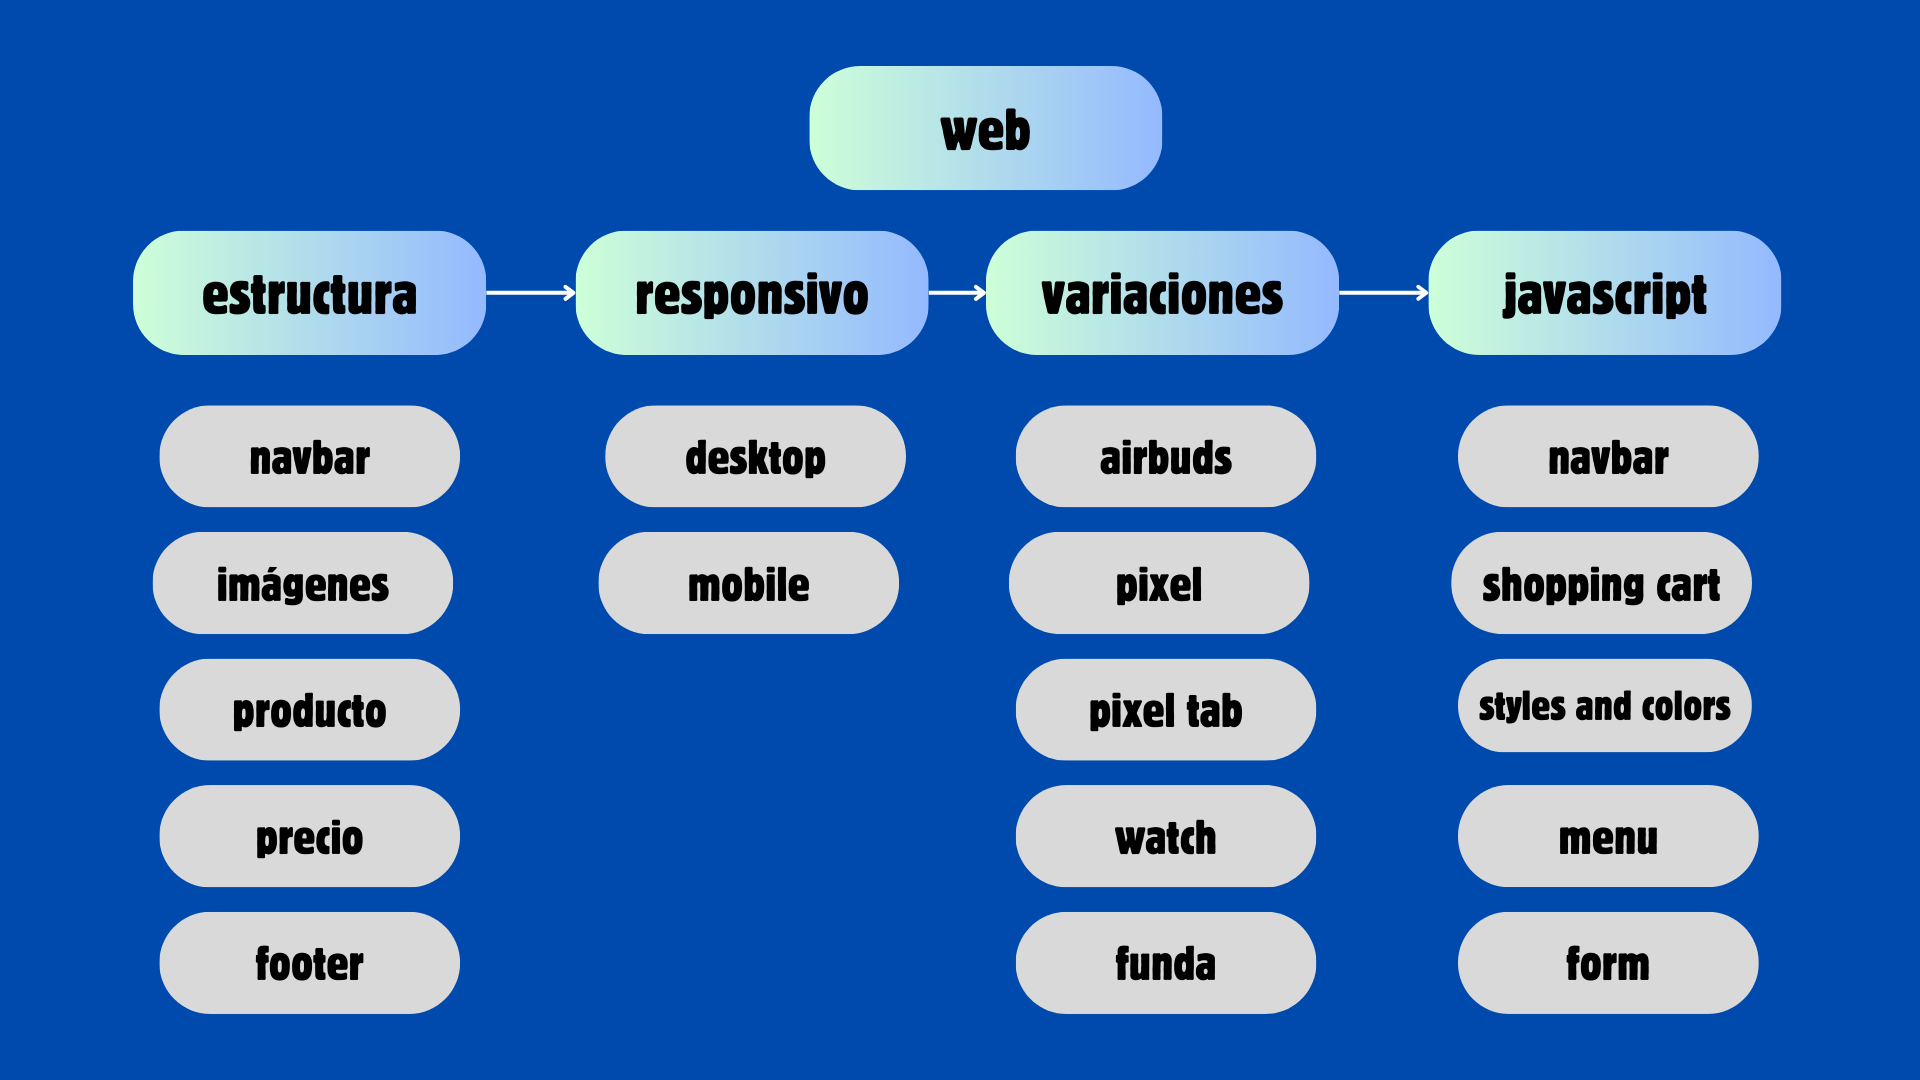 web
estructura
responsivo
variaciones
javascript
navbar
imágenes
producto
precio
footer
desktop
mobile
airbuds
pixel
pixel tab
watch
funda
navbar
shopping cart
styles and colors
menu
form